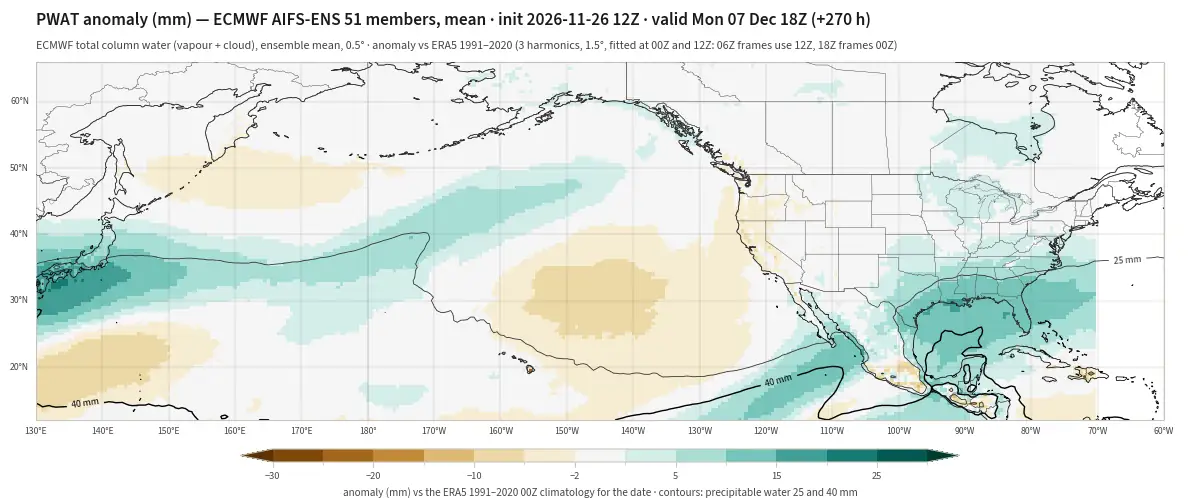 PWAT anomaly (mm) — ECMWF AIFS-ENS 51 members, mean · init 2026-11-26 12Z · valid Mon 07 Dec 18Z (+270 h)
ECMWF total column water (vapour + cloud), ensemble mean, 0.5° · anomaly vs ERA5 1991–2020 (3 harmonics, 1.5°, fitted at 00Z and 12Z: 06Z frames use 12Z, 18Z frames 00Z)
60°N
50°N
40°N
25 mm
30°N
20°N
40 mm
40 mm
130°E 140°E 150°E 160°E 170°E 180° 170°W 160°W 150°W 140°W 130°W 120°W 110°W 100°W 90°W 80°W 70°W 60°W
−30 −20 −10 −2 5 15 25
anomaly (mm) vs the ERA5 1991–2020 00Z climatology for the date · contours: precipitable water 25 and 40 mm